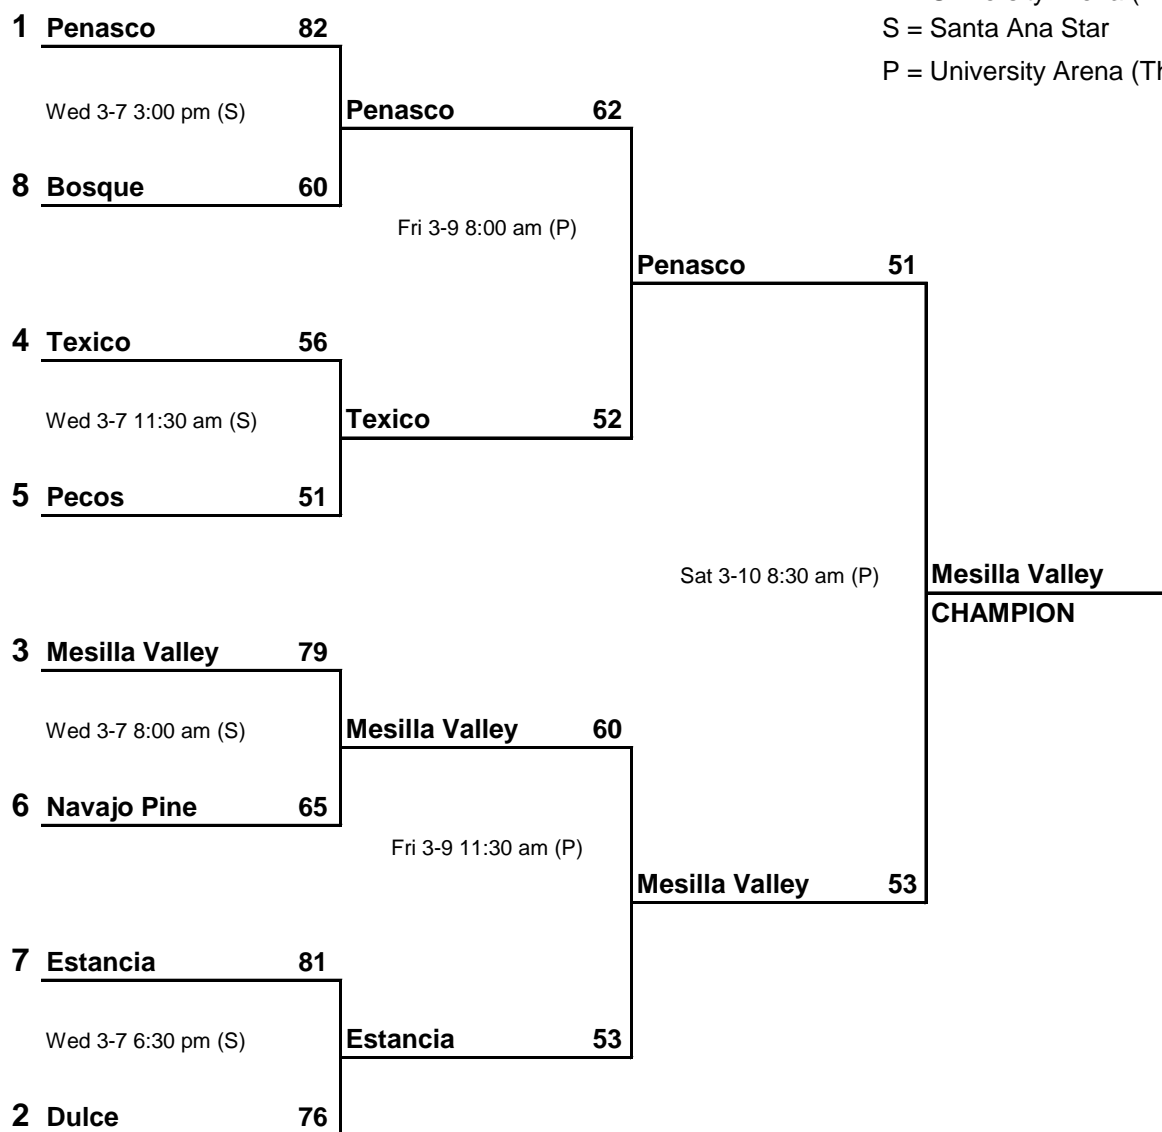 1 Penasco 82
S = Santa Ana Star
P = University Arena (
Wed 3-7 3:00 pm (S)
Penasco 62
8 Bosque 60
Fri 3-9 8:00 am (P)
Penasco 51
4 Texico 56
Wed 3-7 11:30 am (S)
Texico 52
5 Pecos 51
Sat 3-10 8:30 am (P)
Mesilla Valley
CHAMPION
3 Mesilla Valley 79
Wed 3-7 8:00 am (S)
Mesilla Valley 60
6 Navajo Pine 65
Fri 3-9 11:30 am (P)
Mesilla Valley 53
7 Estancia 81
Wed 3-7 6:30 pm (S)
Estancia 53
2 Dulce 76